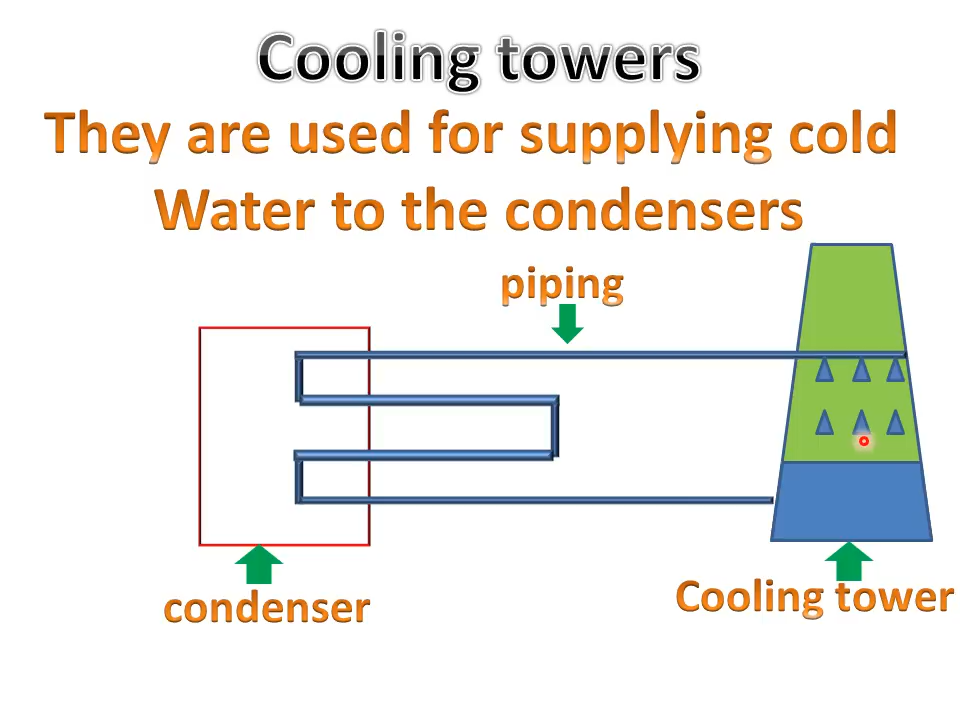 Cooling towers
They are used for supplying cold
Water to the condensers
piping
condenser
Cooling tower